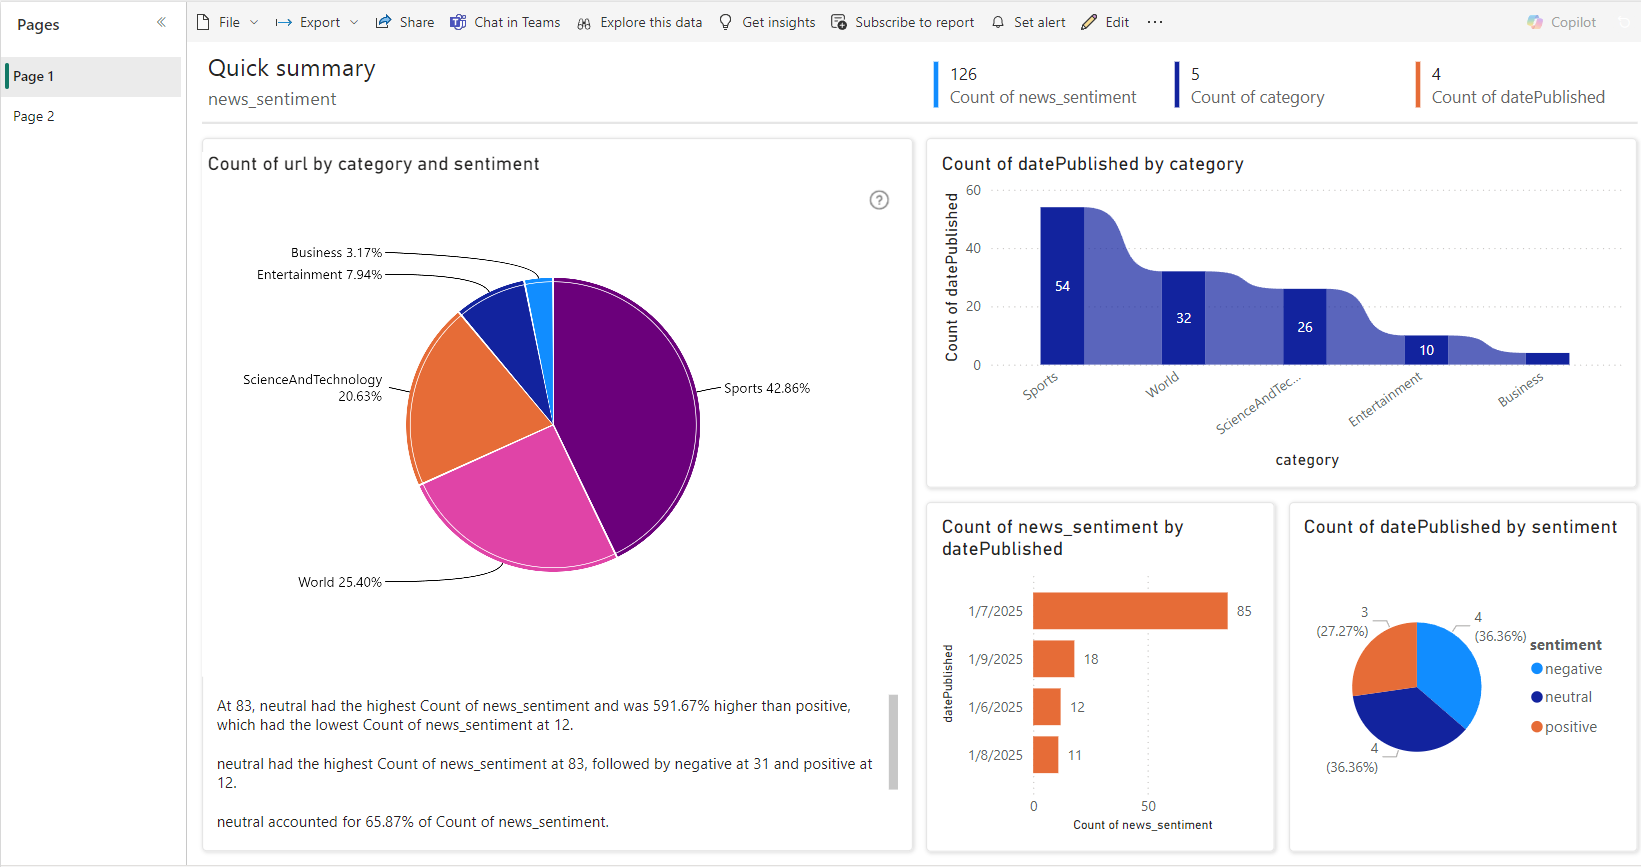 Pages
Page 1
Page 2
File
Export
Share
Chat in Teams
Explore this data
Get insights
Subscribe to report
Set alert
Edit
Copilot
Quick summary
news_sentiment
126
Count of news_sentiment
5
Count of category
4
Count of datePublished
Count of url by category and sentiment
?
Business 3.17%
Entertainment 7.94%
ScienceAndTechnology
20.63%
Sports 42.86%
World 25.40%
At 83, neutral had the highest Count of news_sentiment and was 591.67% higher than positive,
which had the lowest Count of news_sentiment at 12.
neutral had the highest Count of news_sentiment at 83, followed by negative at 31 and positive at
12.
neutral accounted for 65.87% of Count of news_sentiment.
Count of datePublished by category
Count of datePublished
60
40
20
0
54
32
26
10
Sports
World
ScienceAndTec...
Entertainment
Business
category
Count of news_sentiment by
datePublished
datePublished
1/7/2025
85
1/9/2025
18
1/6/2025
12
1/8/2025
11
0
50
Count of news_sentiment
Count of datePublished by sentiment
3
(27.27%)
4
(36.36%)
4
(36.36%)
sentiment
negative
neutral
positive